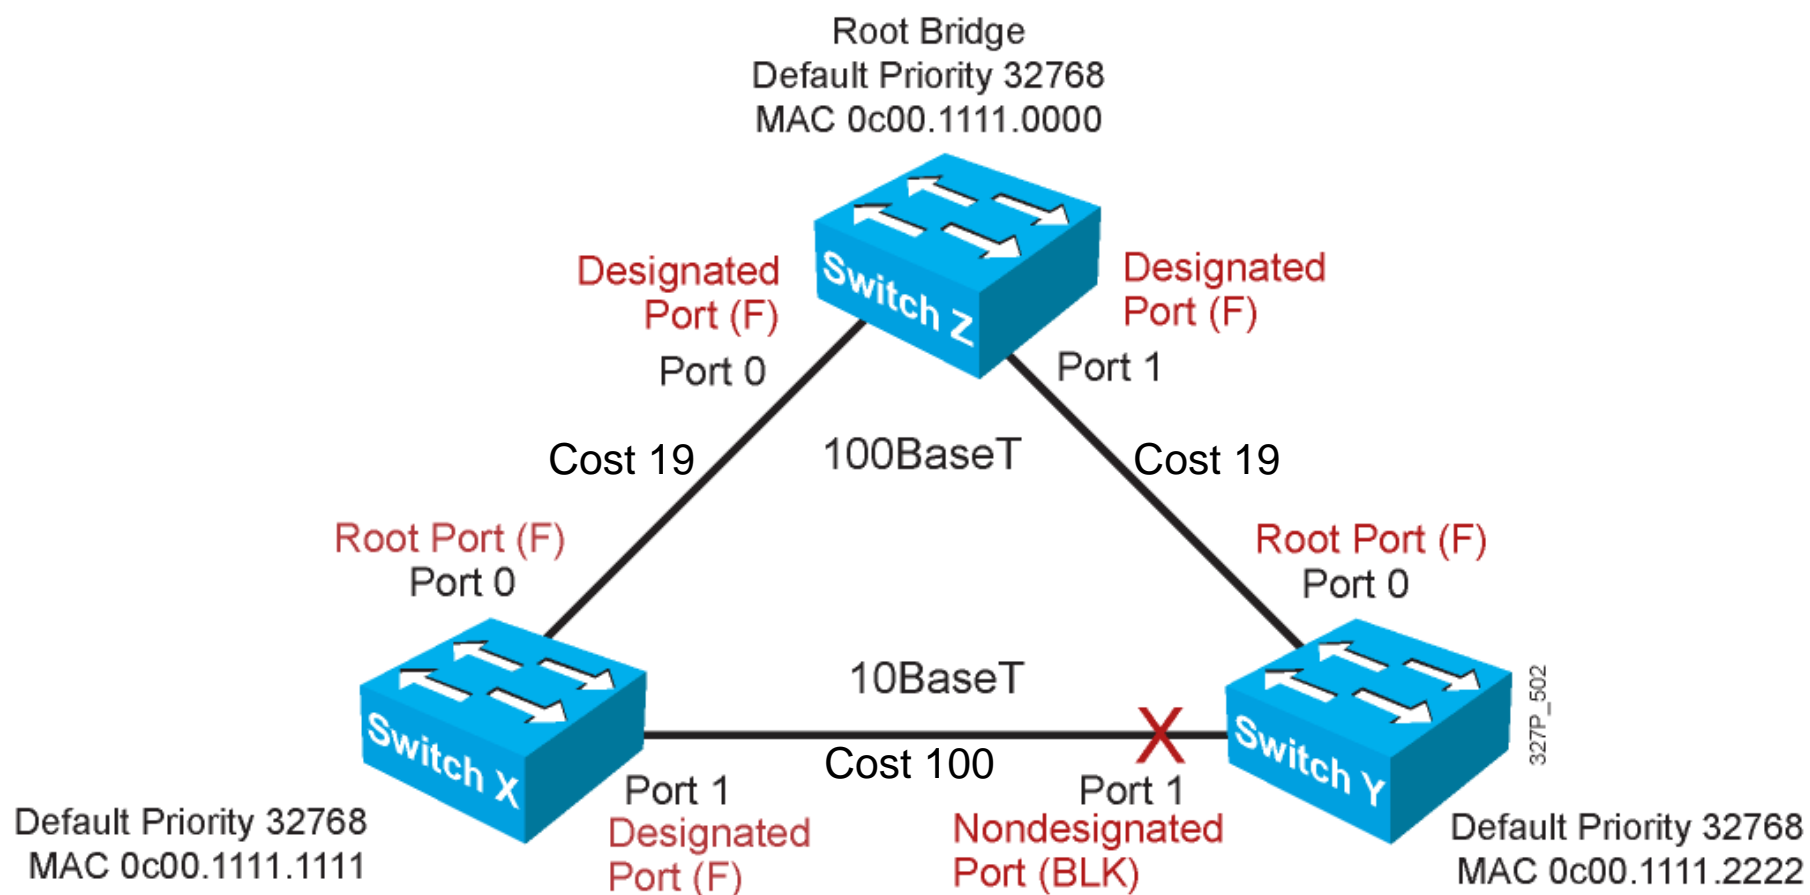 Root Bridge
Default Priority 32768
MAC 0c00.1111.0000
Switch Z
Designated
Port (F)
Port 0
Designated
Port (F)
Port 1
Cost 19
100BaseT
Cost 19
Root Port (F)
Port 0
Root Port (F)
Port 0
10BaseT
Switch X
Cost 100
Switch Y
327P_502
Port 1
Designated
Port (F)
Port 1
Nondesignated
Port (BLK)
X
Default Priority 32768
MAC 0c00.1111.1111
Default Priority 32768
MAC 0c00.1111.2222